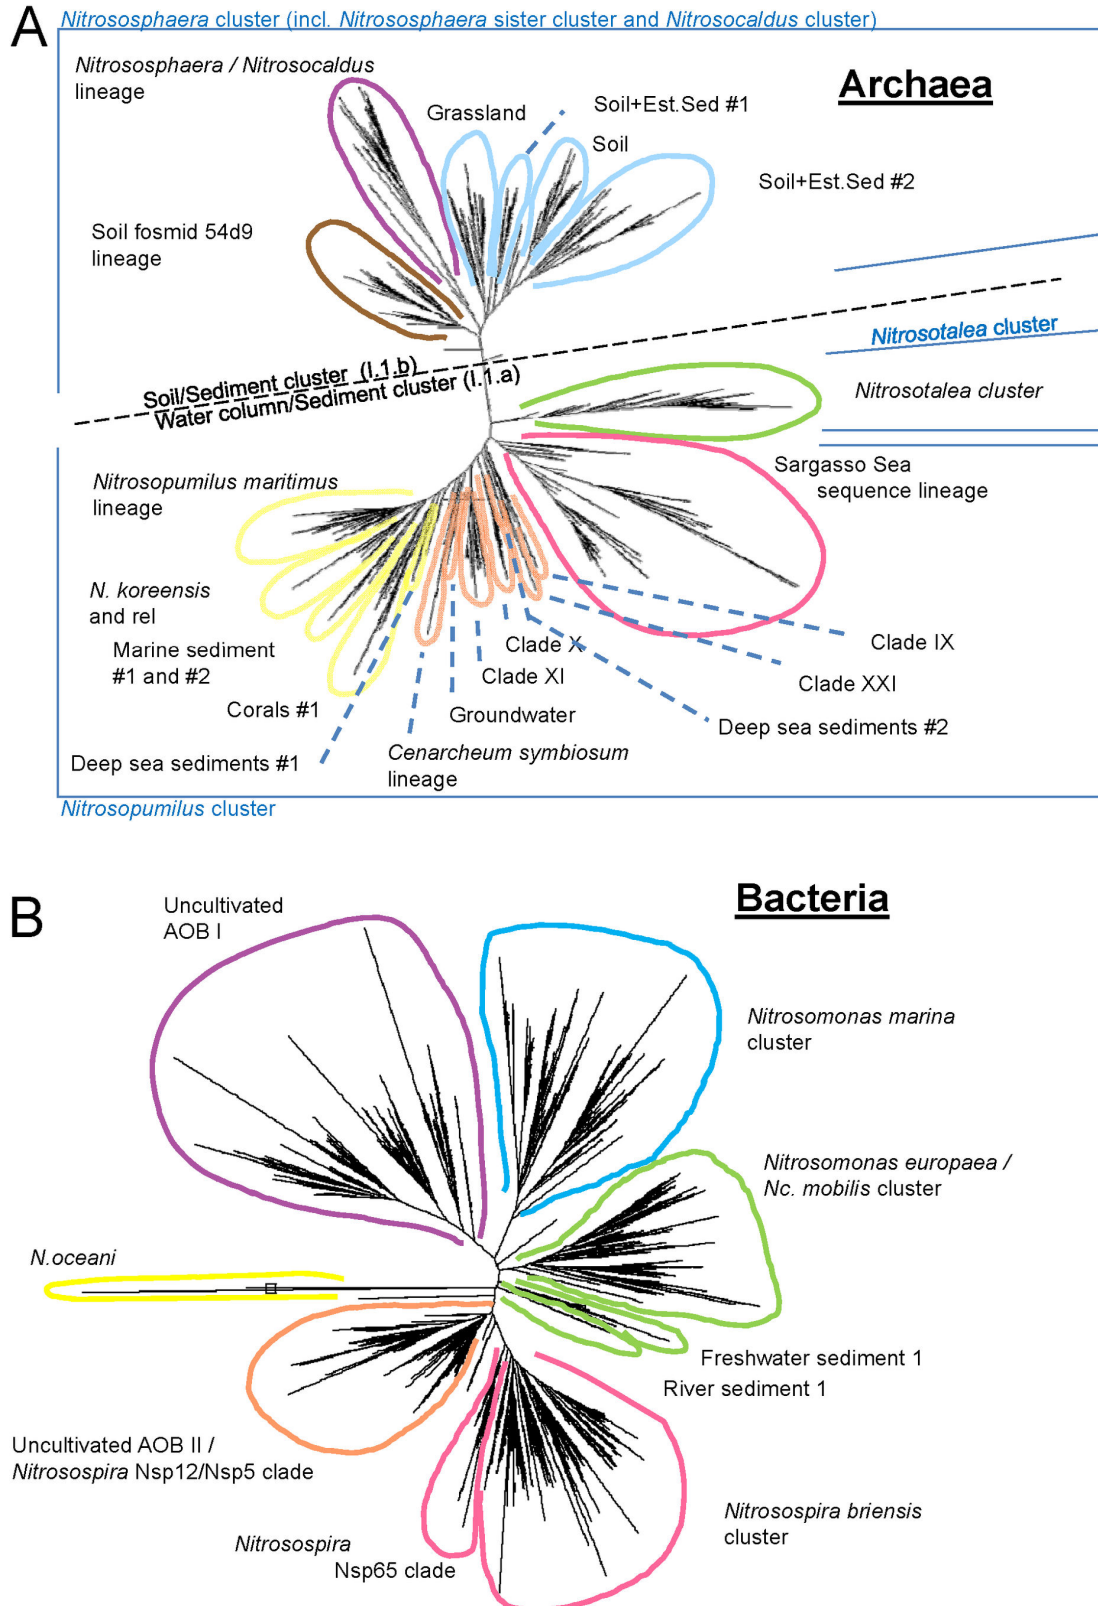 A
Nitrososphaera cluster (incl. Nitrososphaera sister cluster and Nitrosocaldus cluster)
Nitrososphaera / Nitrosocaldus
lineage
Archaea
Grassland
Soil+Est.Sed #1
Soil
Soil+Est.Sed #2
Soil fosmid 54d9
lineage
Nitrosotalea cluster
Soil/Sediment cluster (I.1.b)
Water column/Sediment cluster (I.1.a)
Nitrosotalea cluster
Sargasso Sea
sequence lineage
Nitrosopumilus maritimus
lineage
N. koreensis
and rel
Marine sediment
#1 and #2
Corals #1
Deep sea sediments #1
Cenarcheum symbiosum
lineage
Groundwater
Clade XI
Clade X
Deep sea sediments #2
Clade XXI
Clade IX
Nitrosopumilus cluster
B
Bacteria
Uncultivated
AOB I
Nitrosomonas marina
cluster
Nitrosomonas europaea /
Nc. mobilis cluster
N.oceani
Freshwater sediment 1
River sediment 1
Uncultivated AOB II /
Nitrosospira Nsp12/Nsp5 clade
Nitrosospira
Nsp65 clade
Nitrosospira briensis
cluster